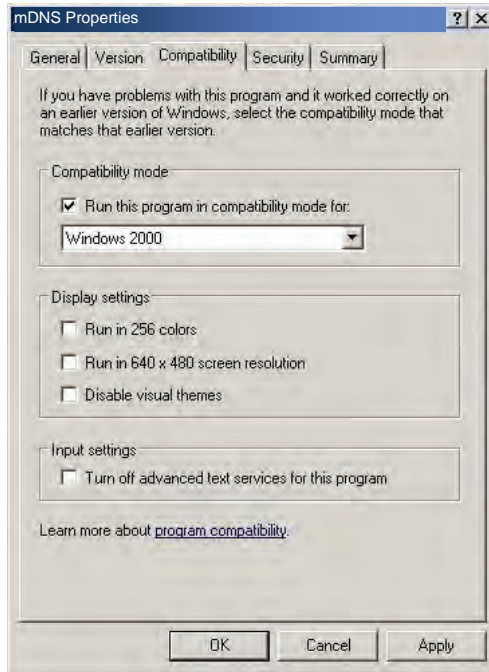 mDNS Properties
? X
General Version Compatibility Security Summary
If you have problems with this program and it worked correctly on
an earlier version of Windows, select the compatibility mode that
matches that earlier version.
Compatibility mode
Run this program in compatibility mode for:
Windows 2000
Display settings
Run in 256 colors
Run in 640 x 480 screen resolution
Disable visual themes
Input settings
Turn off advanced text services for this program
Learn more about program compatibility.
OK Cancel Apply